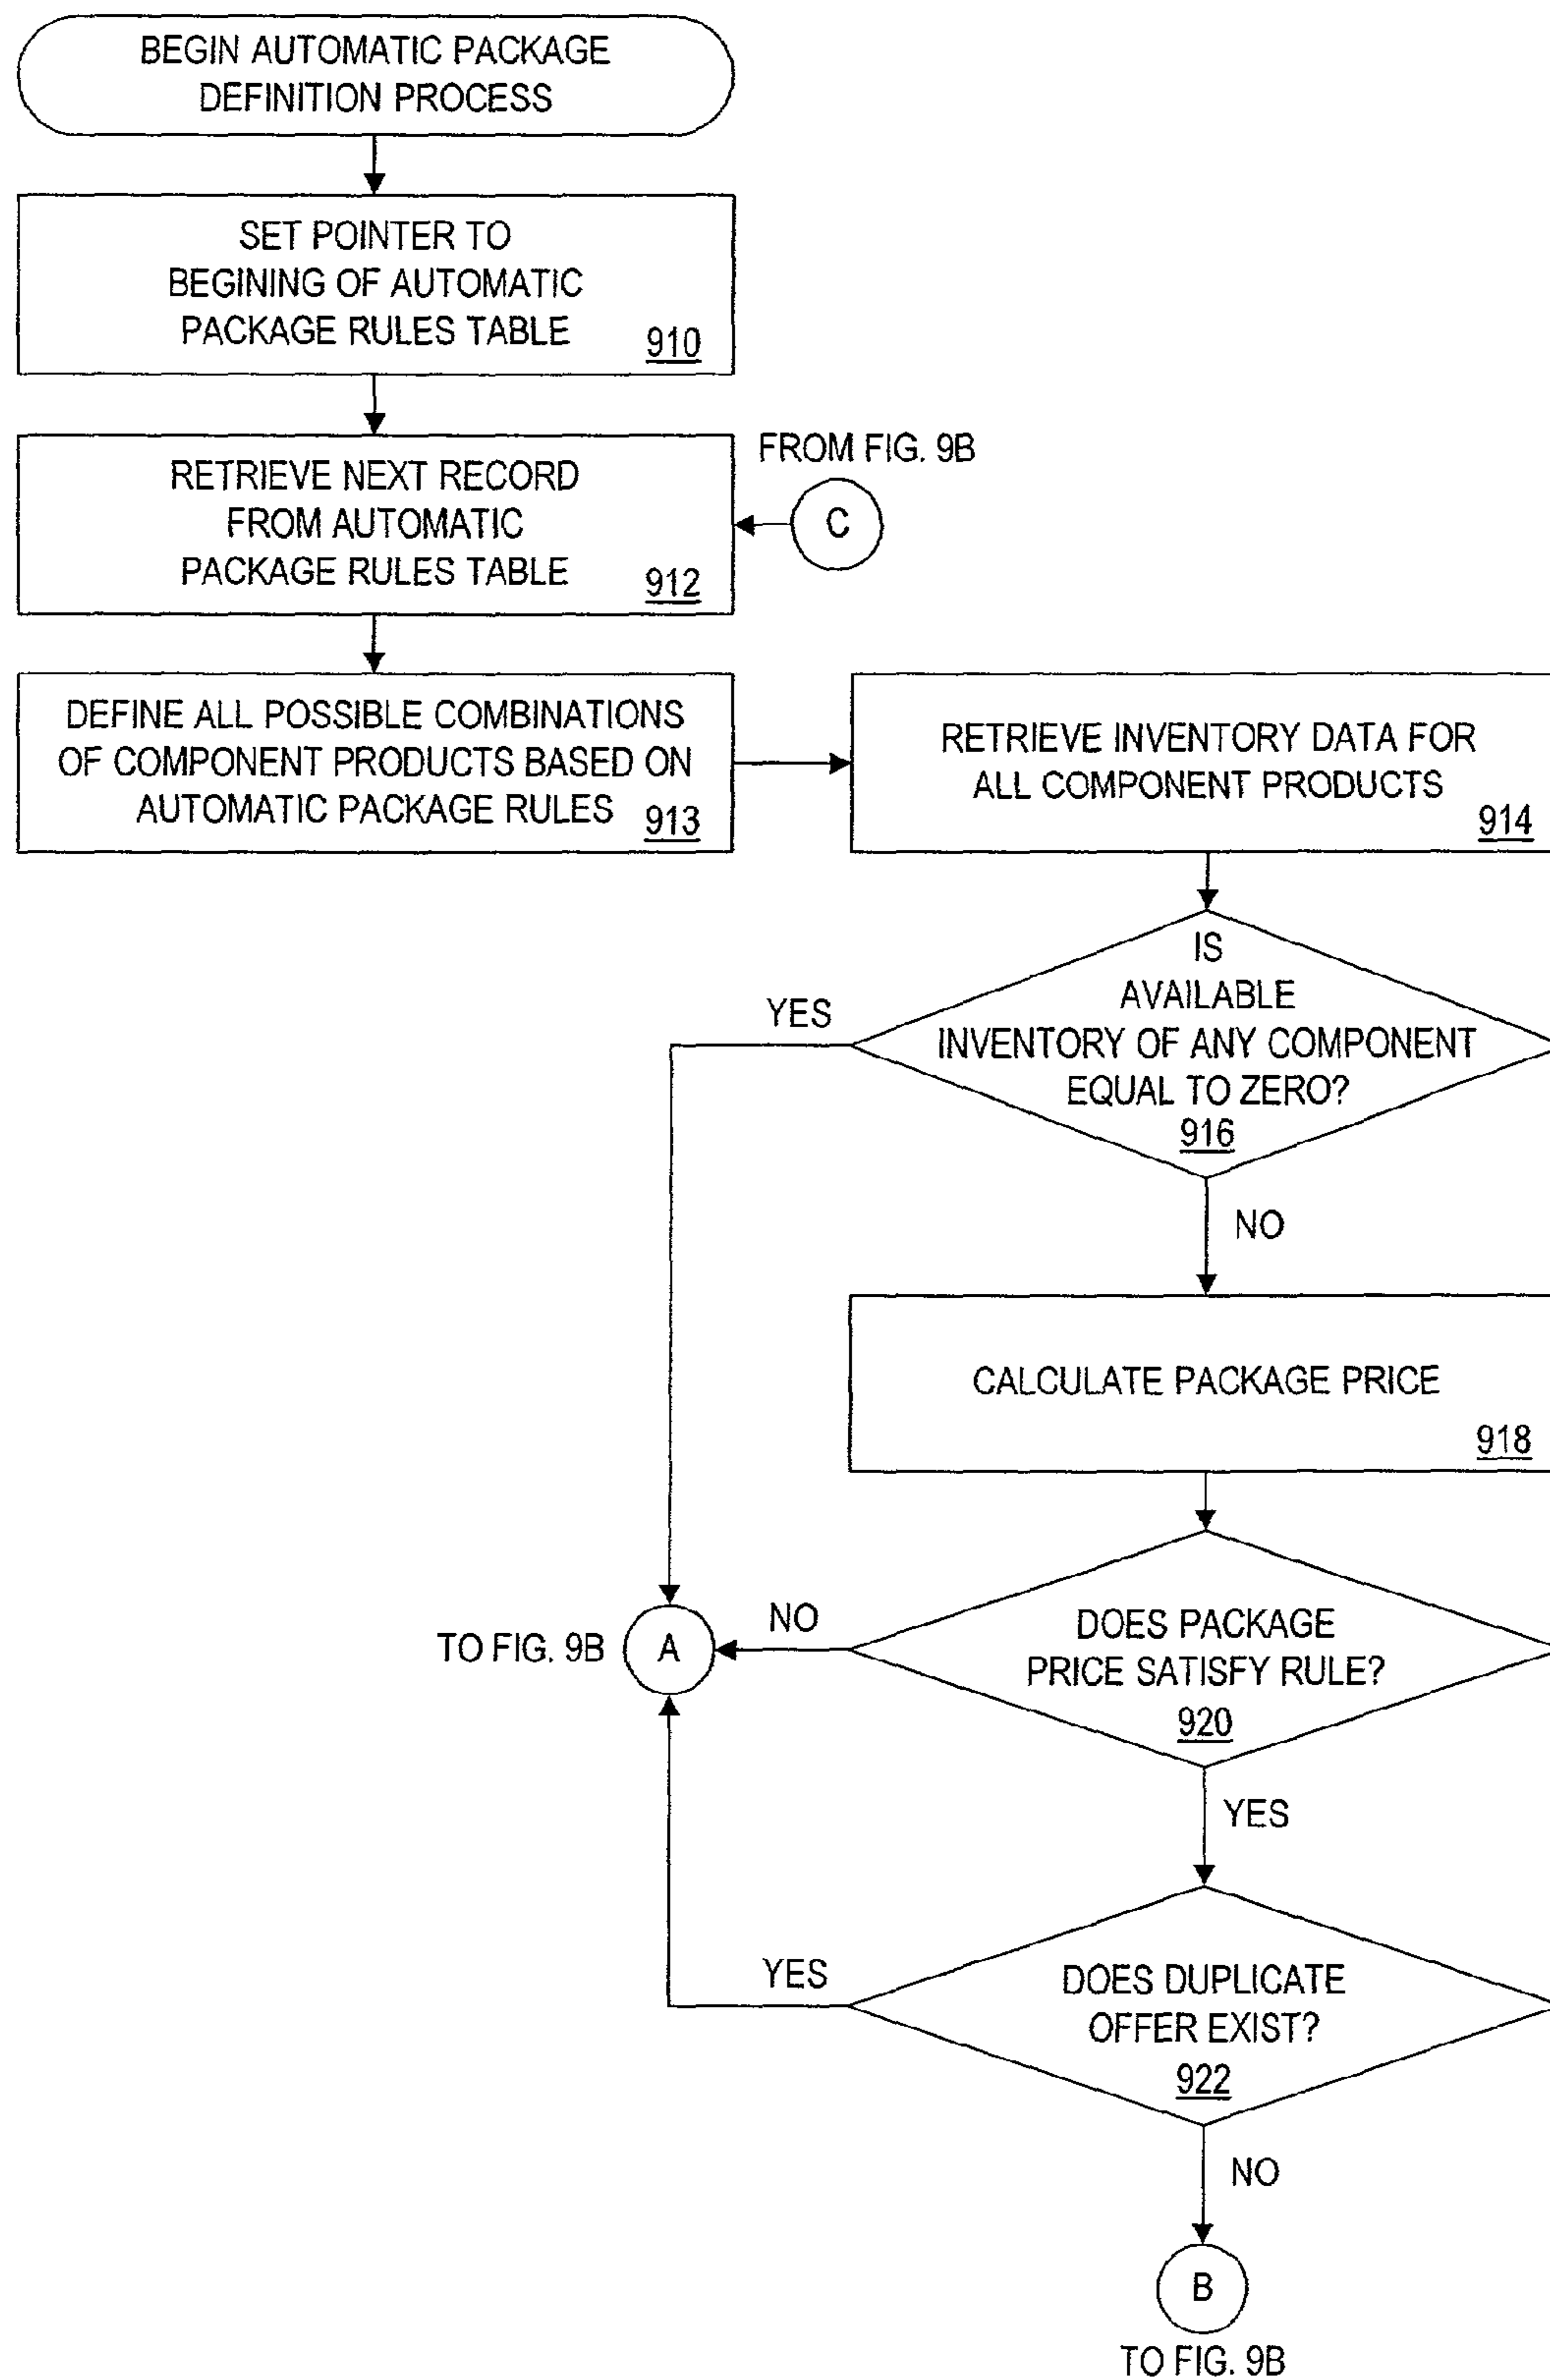 BEGIN AUTOMATIC PACKAGE
DEFINITION PROCESS
SET POINTER TO
BEGINING OF AUTOMATIC
PACKAGE RULES TABLE
910
RETRIEVE NEXT RECORD
FROM AUTOMATIC
PACKAGE RULES TABLE
912
FROM FIG. 9B
C
DEFINE ALL POSSIBLE COMBINATIONS
OF COMPONENT PRODUCTS BASED ON
AUTOMATIC PACKAGE RULES
913
RETRIEVE INVENTORY DATA FOR
ALL COMPONENT PRODUCTS
914
IS
AVAILABLE
INVENTORY OF ANY COMPONENT
EQUAL TO ZERO?
916
YES
NO
CALCULATE PACKAGE PRICE
918
DOES PACKAGE
PRICE SATISFY RULE?
920
NO
TO FIG. 9B
A
YES
DOES DUPLICATE
OFFER EXIST?
922
YES
NO
B
TO FIG. 9B